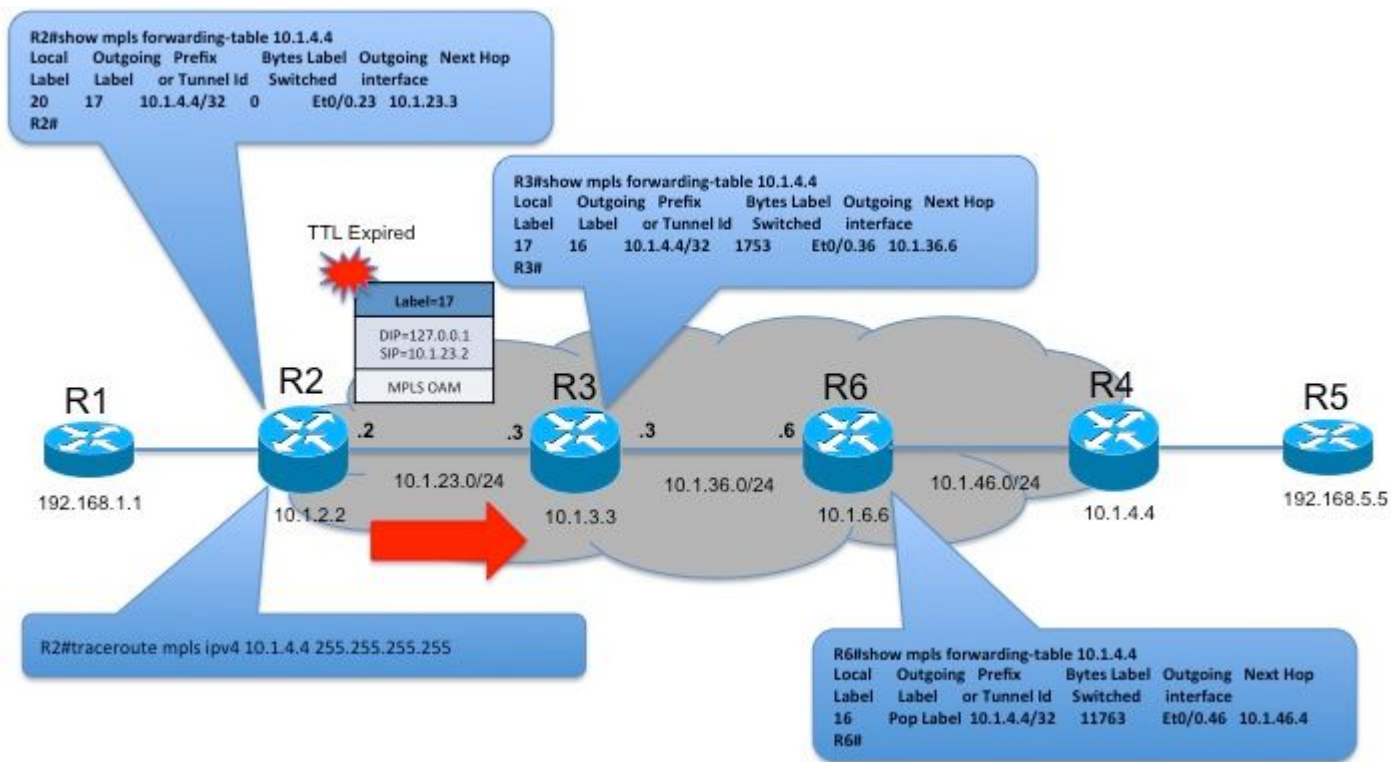 R2#show mpls forwarding-table 10.1.4.4
Local Outgoing Prefix Bytes Label Outgoing Next Hop
Label Label or Tunnel Id Switched interface
20 17 10.1.4.4/32 0 Et0/0.23 10.1.23.3
R2#
R3#show mpls forwarding-table 10.1.4.4
Local Outgoing Prefix Bytes Label Outgoing Next Hop
Label Label or Tunnel Id Switched interface
17 16 10.1.4.4/32 1753 Et0/0.36 10.1.36.6
R3#
TTL Expired
Label=17
DIP=127.0.0.1
SIP=10.1.23.2
MPLS OAM
R1
R2
R3
R6
R4
R5
.2
.3
.3
.6
10.1.23.0/24
10.1.36.0/24
10.1.46.0/24
192.168.1.1
10.1.2.2
10.1.3.3
10.1.6.6
10.1.4.4
192.168.5.5
R2#traceroute mpls ipv4 10.1.4.4 255.255.255.255
R6#show mpls forwarding-table 10.1.4.4
Local Outgoing Prefix Bytes Label Outgoing Next Hop
Label Label or Tunnel Id Switched interface
16 Pop Label 10.1.4.4/32 11763 Et0/0.46 10.1.46.4
R6#